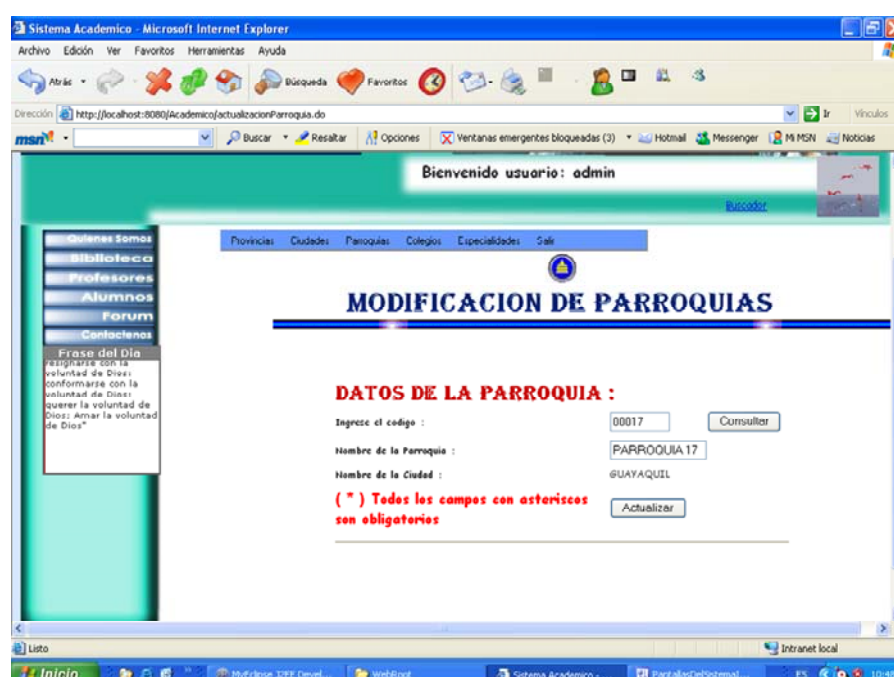 Sistema Academico - Microsoft Internet Explorer
Archivo Edición Ver Favoritos Herramientas Ayuda
Atrás Búsqueda Favoritos
Dirección http://localhost:8080/Academico/actualizacionParroquia.do Ir Vínculos
msn Buscar Resaltar Opciones Ventanas emergentes bloqueadas (3) Hotmail Messenger Mi MSN Noticias
Bienvenido usuario: admin
Buscador
Quienes Somos
Biblioteca
Profesores
Alumnos
Forum
Contactenos
Provincias Ciudades Parroquias Colegios Especialidades Salir
MODIFICACION DE PARROQUIAS
Frase del Dia
resignarse con la
voluntad de Dios:
conformarse con la
voluntad de Dios:
querer la voluntad de
Dios: Amar la voluntad
de Dios"
DATOS DE LA PARROQUIA :
Ingrese el codigo : 00017 Consultar
Nombre de la Parroquia : PARROQUIA 17
Nombre de la Ciudad : GUAYAQUIL
( * ) Todos los campos con asteriscos
son obligatorios
Actualizar
Listo Intranet local
Inicio MyEclipse J2EE Devel... WebRoot Sistema Academico - PantallasDelSistema1... ES